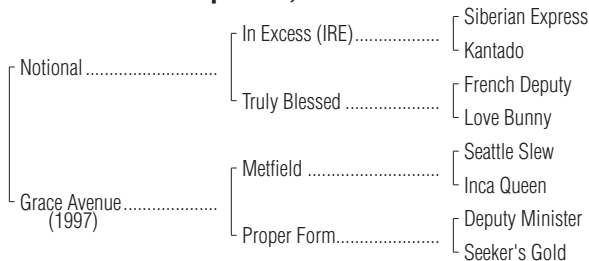 Siberian Express
In Excess (IRE)....................
Kantado
Notional ...............................
French Deputy
Truly Blessed ......................
Love Bunny
Seattle Slew
Metfield ...............................
Inca Queen
Grace Avenue......................
(1997)
Deputy Minister
Proper Form........................
Seeker's Gold